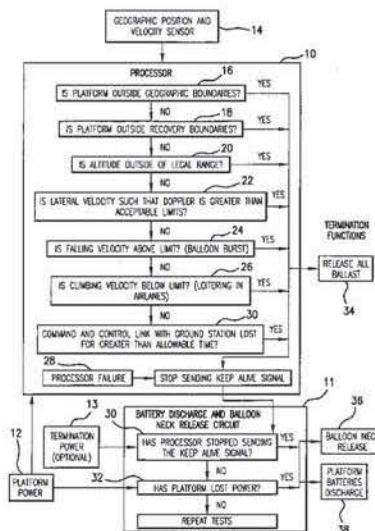 GEOGRAPHIC POSITION AND
VELOCITY SENSOR
14
10
PROCESSOR
16
IS PLATFORM OUTSIDE GEOGRAPHIC BOUNDARIES?
YES
NO
18
IS PLATFORM OUTSIDE RECOVERY BOUNDARIES?
YES
NO
20
IS ALTITUDE OUTSIDE OF LEGAL RANGE?
YES
NO
22
IS LATERAL VELOCITY SUCH THAT DOPPLER IS GREATER THAN
ACCEPTABLE LIMITS?
YES
NO
24
IS FALLING VELOCITY ABOVE LIMIT? (BALLOON BURST)
YES
NO
26
IS CLIMBING VELOCITY BELOW LIMIT? (LOITERING IN
AIRLANES)
YES
NO
30
COMMAND AND CONTROL LINK WITH GROUND STATION LOST
FOR GREATER THAN ALLOWABLE TIME?
YES
TERMINATION
FUNCTIONS
RELEASE ALL
BALLAST
34
28
PROCESSOR FAILURE
STOP SENDING KEEP ALIVE SIGNAL
11
BATTERY DISCHARGE AND BALLOON
NECK RELEASE CIRCUIT
13
TERMINATION
POWER
(OPTIONAL)
30
HAS PROCESSOR STOPPED SENDING
THE KEEP ALIVE SIGNAL?
YES
36
BALLOON NECK
RELEASE
12
PLATFORM
POWER
32
NO
HAS PLATFORM LOST POWER?
YES
PLATFORM
BATTERIES
DISCHARGE
38
NO
REPEAT TESTS